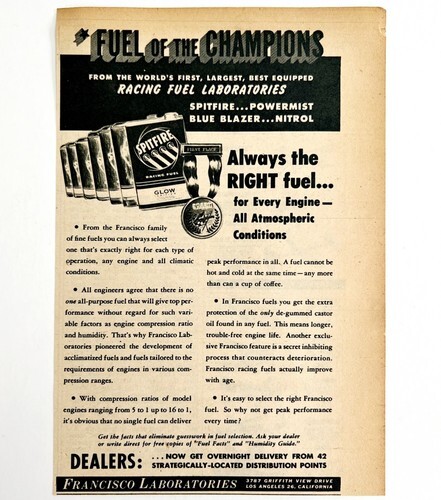 FUEL OF THE CHAMPIONS
FROM THE WORLD'S FIRST, LARGEST, BEST EQUIPPED
RACING FUEL LABORATORIES
SPITFIRE...POWERMIST
BLUE BLAZER...NITROL
SPITFIRE
RACING FUEL
GLOW
FIRST PLACE
Always the
RIGHT fuel...
for Every Engine—
All Atmospheric
Conditions
• From the Francisco family
of fine fuels you can always select
one that's exactly right for each type of
operation, any engine and all climatic
conditions.
• All engineers agree that there is no
one all-purpose fuel that will give top per-
formance without regard for such vari-
able factors as engine compression ratio
and humidity. That's why Francisco Lab-
oratories pioneered the development of
acclimatized fuels and fuels tailored to the
requirements of engines in various com-
pression ranges.
• With compression ratios of model
engines ranging from 5 to 1 up to 16 to 1,
it's obvious that no single fuel can deliver
peak performance in all. A fuel cannot be
hot and cold at the same time—any more
than can a cup of coffee.
• In Francisco fuels you get the extra
protection of the only de-gummed castor
oil found in any fuel. This means longer,
trouble-free engine life. Another exclu-
sive Francisco feature is a secret inhibiting
process that counteracts deterioration.
Francisco racing fuels actually improve
with age.
• It's easy to select the right Francisco
fuel. So why not get peak performance
every time?
Get the facts that eliminate guesswork in fuel selection. Ask your dealer
or write direct for free copies of "Fuel Facts" and "Humidity Guide."
DEALERS: ...NOW GET OVERNIGHT DELIVERY FROM 42
STRATEGICALLY-LOCATED DISTRIBUTION POINTS
FRANCISCO LABORATORIES 3787 GRIFFITH VIEW DRIVE
LOS ANGELES 26, CALIFORNIA